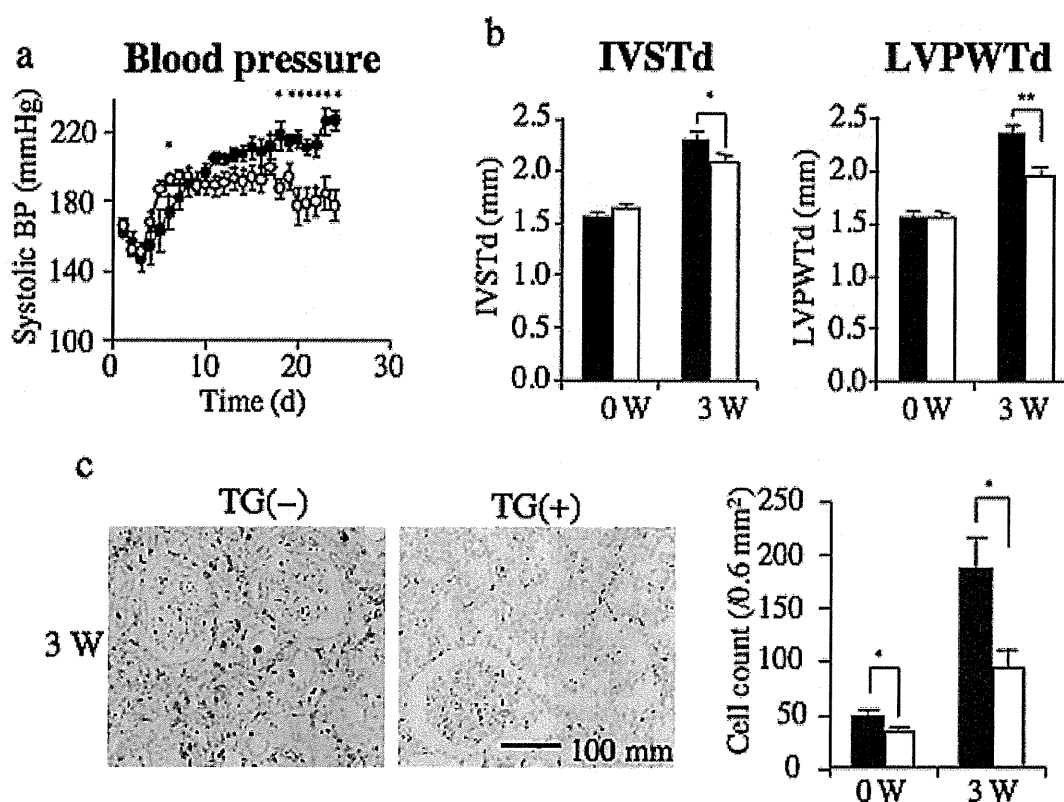 a
Blood pressure
* *******
*
Systolic BP (mmHg)
220
180
140
100
0
10
20
30
Time (d)
b
IVSTd
*
IVSTd (mm)
2.5
2.0
1.5
1.0
0.5
0.0
0 W
3 W
LVPWTd
**
LVPWTd (mm)
2.5
2.0
1.5
1.0
0.5
0.0
0 W
3 W
c
TG(−)
TG(+)
3 W
100 mm
*
*
Cell count (/0.6 mm²)
250
200
150
100
50
0
0 W
3 W